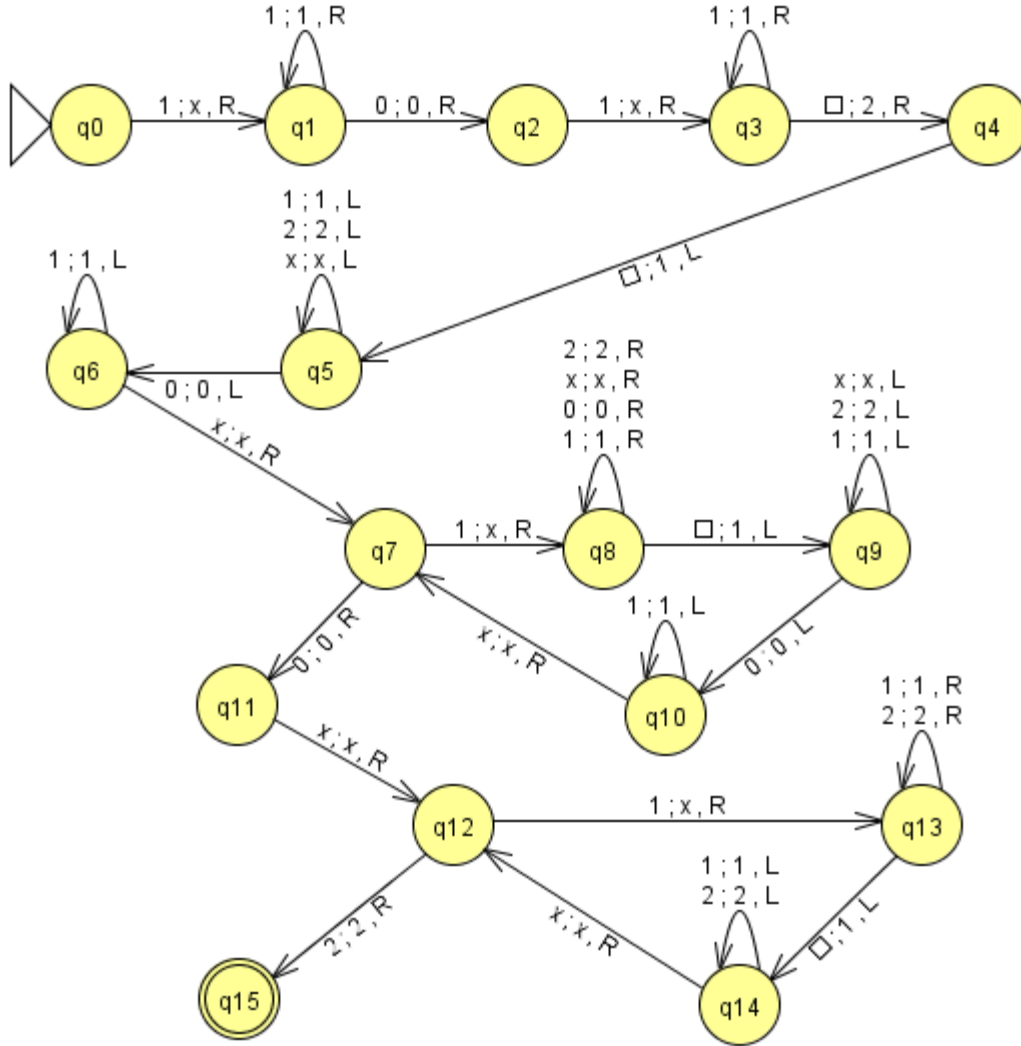 1 ; 1 , R
1 ; 1 , R
q0
1 ; x , R
q1
0 ; 0 , R
q2
1 ; x , R
q3
□ ; 2 , R
q4
1 ; 1 , L
2 ; 2 , L
x ; x , L
□ ; 1 , L
1 ; 1 , L
q6
0 ; 0 , L
q5
2 ; 2 , R
x ; x , R
0 ; 0 , R
1 ; 1 , R
x ; x , L
2 ; 2 , L
1 ; 1 , L
x ; x , R
q7
1 ; x , R
q8
□ ; 1 , L
q9
0 ; 0 , R
1 ; 1 , L
x ; x , R
0 ; 0 , L
q11
q10
x ; x , R
1 ; 1 , R
2 ; 2 , R
q12
1 ; x , R
q13
2 ; 2 , R
x ; x , R
1 ; 1 , L
2 ; 2 , L
□ ; 1 , L
q15
q14